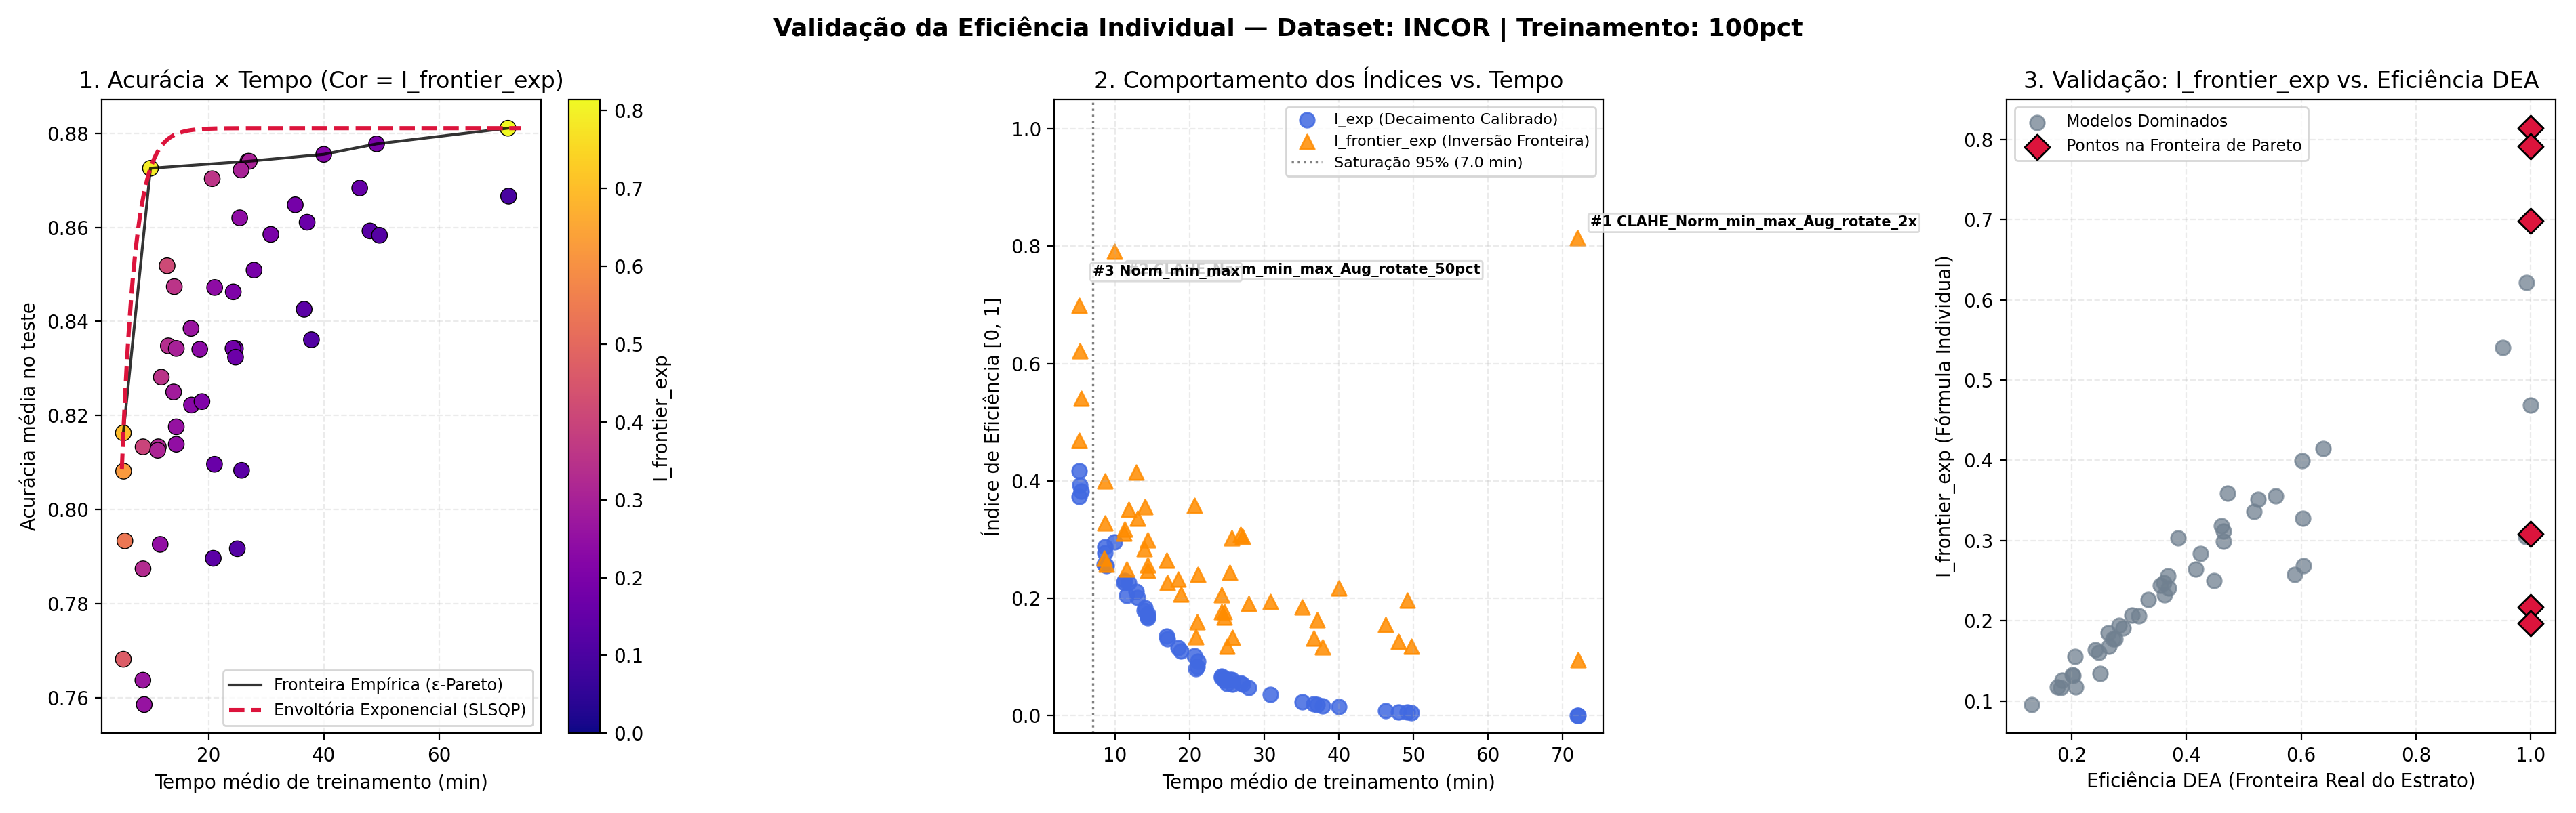 Validação da Eficiência Individual — Dataset: INCOR | Treinamento: 100pct
1. Acurácia × Tempo (Cor = I_frontier_exp)
Acurácia média no teste
0.88
0.86
0.84
0.82
0.80
0.78
0.76
20
40
60
Tempo médio de treinamento (min)
Fronteira Empírica (ε-Pareto)
Envoltória Exponencial (SLSQP)
0.8
0.7
0.6
0.5
0.4
0.3
0.2
0.1
0.0
I_frontier_exp
2. Comportamento dos Índices vs. Tempo
Índice de Eficiência [0, 1]
1.0
0.8
0.6
0.4
0.2
0.0
10
20
30
40
50
60
70
Tempo médio de treinamento (min)
I_exp (Decaimento Calibrado)
I_frontier_exp (Inversão Fronteira)
Saturação 95% (7.0 min)
#1 CLAHE_Norm_min_max_Aug_rotate_2x
#3 Norm_min_max
m_min_max_Aug_rotate_50pct
3. Validação: I_frontier_exp vs. Eficiência DEA
I_frontier_exp (Fórmula Individual)
0.8
0.7
0.6
0.5
0.4
0.3
0.2
0.1
0.2
0.4
0.6
0.8
1.0
Eficiência DEA (Fronteira Real do Estrato)
Modelos Dominados
Pontos na Fronteira de Pareto